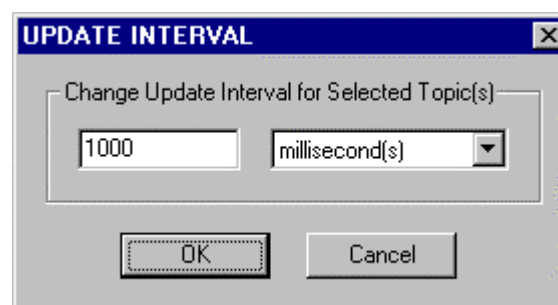 UPDATE INTERVAL
Change Update Interval for Selected Topic(s)
1000 millisecond(s)
OK Cancel